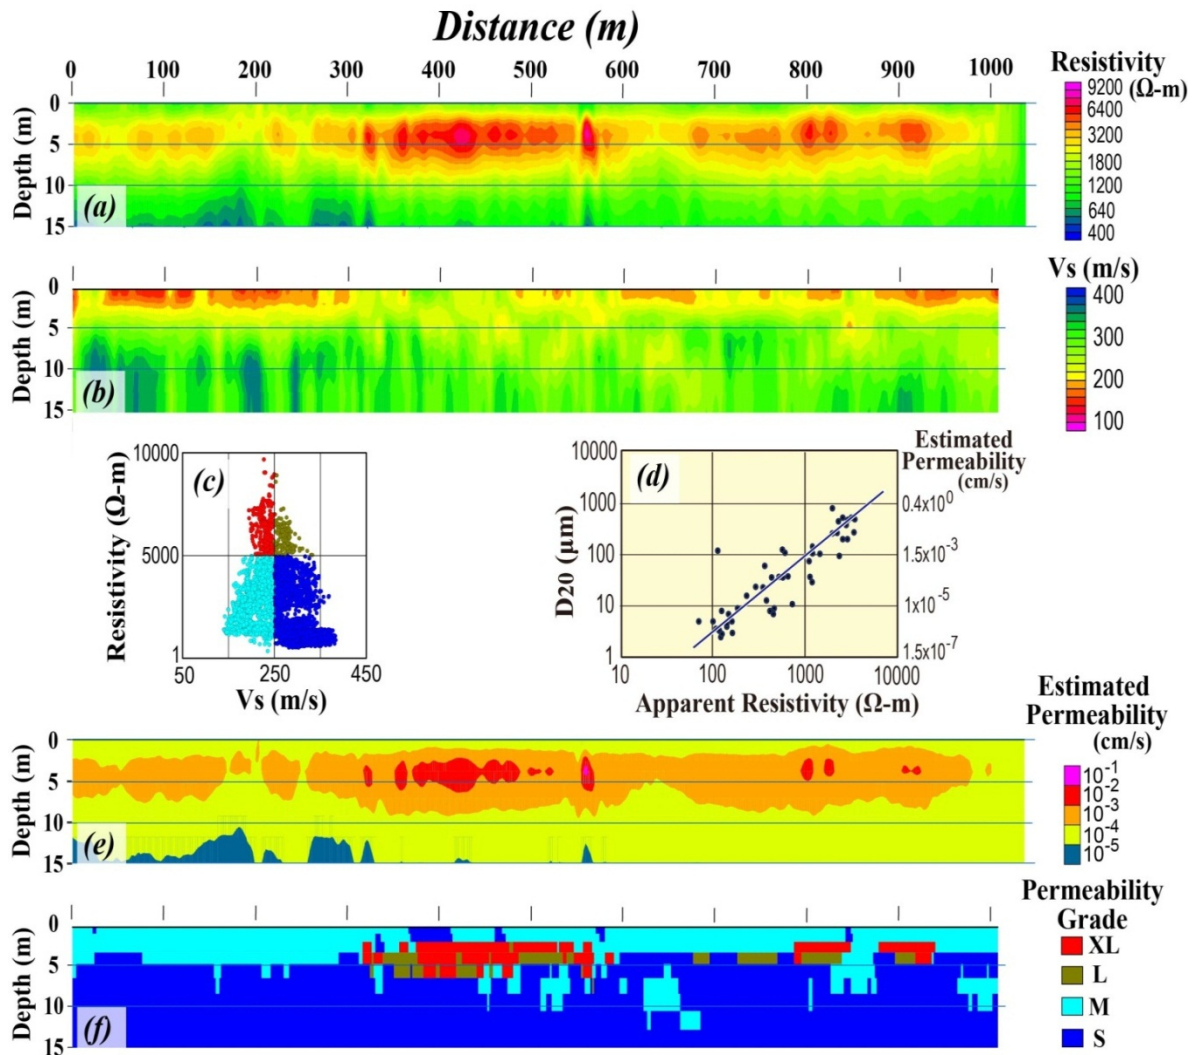 Distance (m)
0 100 200 300 400 500 600 700 800 900 1000
Resistivity
(Ω-m)
9200
6400
3200
1800
1200
640
400
Depth (m)
0
5
10
15
(a)
Vs (m/s)
400
300
200
100
Depth (m)
0
5
10
15
(b)
Resistivity (Ω-m)
10000
5000
1
(c)
50 250 450
Vs (m/s)
D20 (μm)
10000
1000
100
10
1
(d)
10 100 1000 10000
Apparent Resistivity (Ω-m)
Estimated
Permeability
(cm/s)
0.4x10⁰
1.5x10⁻³
1x10⁻⁵
1.5x10⁻⁷
Estimated
Permeability
(cm/s)
10⁻¹
10⁻²
10⁻³
10⁻⁴
10⁻⁵
Depth (m)
0
5
10
15
(e)
Permeability
Grade
XL
L
M
S
Depth (m)
0
5
10
15
(f)